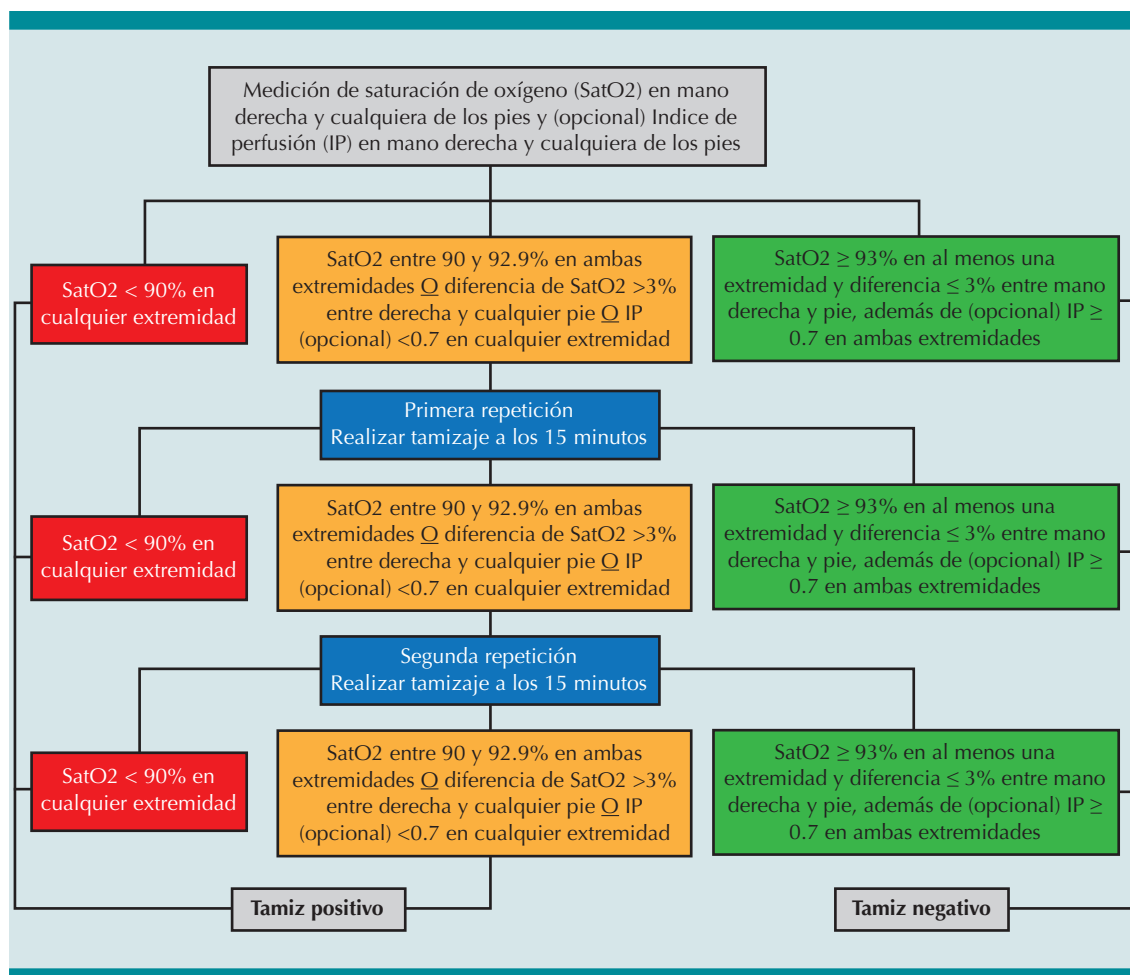 Medición de saturación de oxígeno (SatO2) en mano
derecha y cualquiera de los pies y (opcional) Indice de
perfusión (IP) en mano derecha y cualquiera de los pies
SatO2 < 90% en
cualquier extremidad
SatO2 entre 90 y 92.9% en ambas
extremidades O diferencia de SatO2 >3%
entre derecha y cualquier pie O IP
(opcional) <0.7 en cualquier extremidad
SatO2 ≥ 93% en al menos una
extremidad y diferencia ≤ 3% entre mano
derecha y pie, además de (opcional) IP ≥
0.7 en ambas extremidades
Primera repetición
Realizar tamizaje a los 15 minutos
SatO2 < 90% en
cualquier extremidad
SatO2 entre 90 y 92.9% en ambas
extremidades O diferencia de SatO2 >3%
entre derecha y cualquier pie O IP
(opcional) <0.7 en cualquier extremidad
SatO2 ≥ 93% en al menos una
extremidad y diferencia ≤ 3% entre mano
derecha y pie, además de (opcional) IP ≥
0.7 en ambas extremidades
Segunda repetición
Realizar tamizaje a los 15 minutos
SatO2 < 90% en
cualquier extremidad
SatO2 entre 90 y 92.9% en ambas
extremidades O diferencia de SatO2 >3%
entre derecha y cualquier pie O IP
(opcional) <0.7 en cualquier extremidad
SatO2 ≥ 93% en al menos una
extremidad y diferencia ≤ 3% entre mano
derecha y pie, además de (opcional) IP ≥
0.7 en ambas extremidades
Tamiz positivo
Tamiz negativo